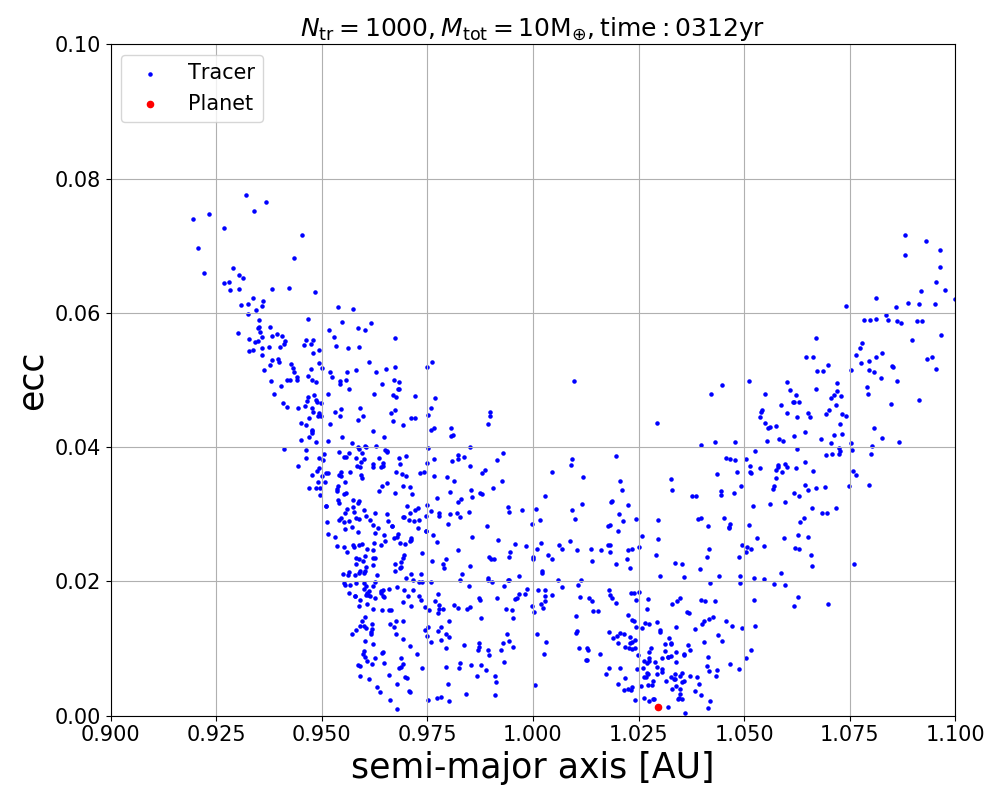 N_tr = 1000, M_tot = 10M_⊕, time : 0312yr
Tracer
Planet
ecc
0.10
0.08
0.06
0.04
0.02
0.00
0.900 0.925 0.950 0.975 1.000 1.025 1.050 1.075 1.100
semi-major axis [AU]